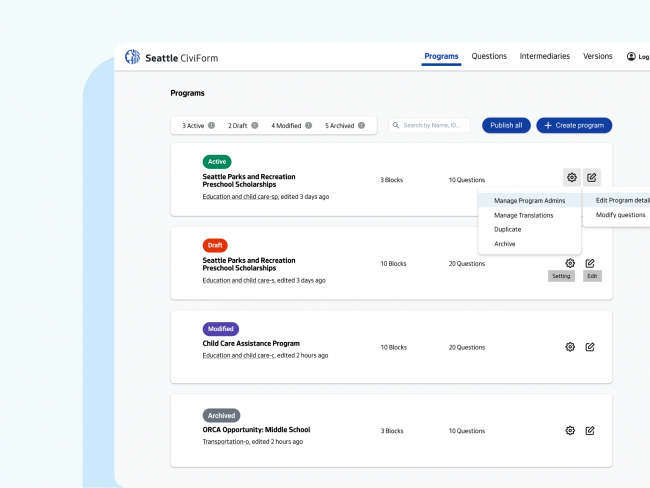 Seattle CiviForm
Programs Questions Intermediaries Versions Log
Programs
3 Active 2 Draft 4 Modified 5 Archived Search by Name, ID... Publish all + Create program
Active
Seattle Parks and Recreation
Preschool Scholarships
3 Blocks 10 Questions
Education and child care-sp, edited 3 days ago
Manage Program Admins
Manage Translations
Duplicate
Archive
Edit Program detail
Modify questions
Draft
Seattle Parks and Recreation
Preschool Scholarships
10 Blocks 20 Questions
Education and child care-s, edited 3 days ago
Setting Edit
Modified
Child Care Assistance Program
10 Blocks 20 Questions
Education and child care-c, edited 2 hours ago
Archived
ORCA Opportunity: Middle School
3 Blocks 10 Questions
Transportation-o, edited 2 hours ago